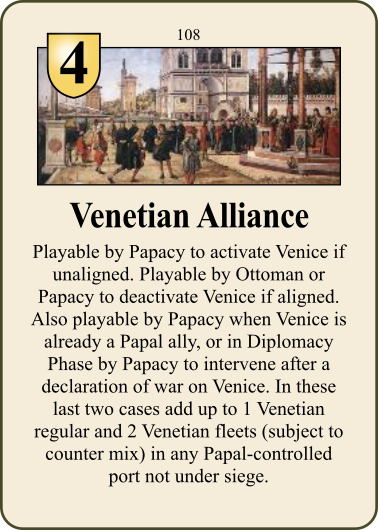 108
4
Venetian Alliance
Playable by Papacy to activate Venice if
unaligned. Playable by Ottoman or
Papacy to deactivate Venice if aligned.
Also playable by Papacy when Venice is
already a Papal ally, or in Diplomacy
Phase by Papacy to intervene after a
declaration of war on Venice. In these
last two cases add up to 1 Venetian
regular and 2 Venetian fleets (subject to
counter mix) in any Papal-controlled
port not under siege.